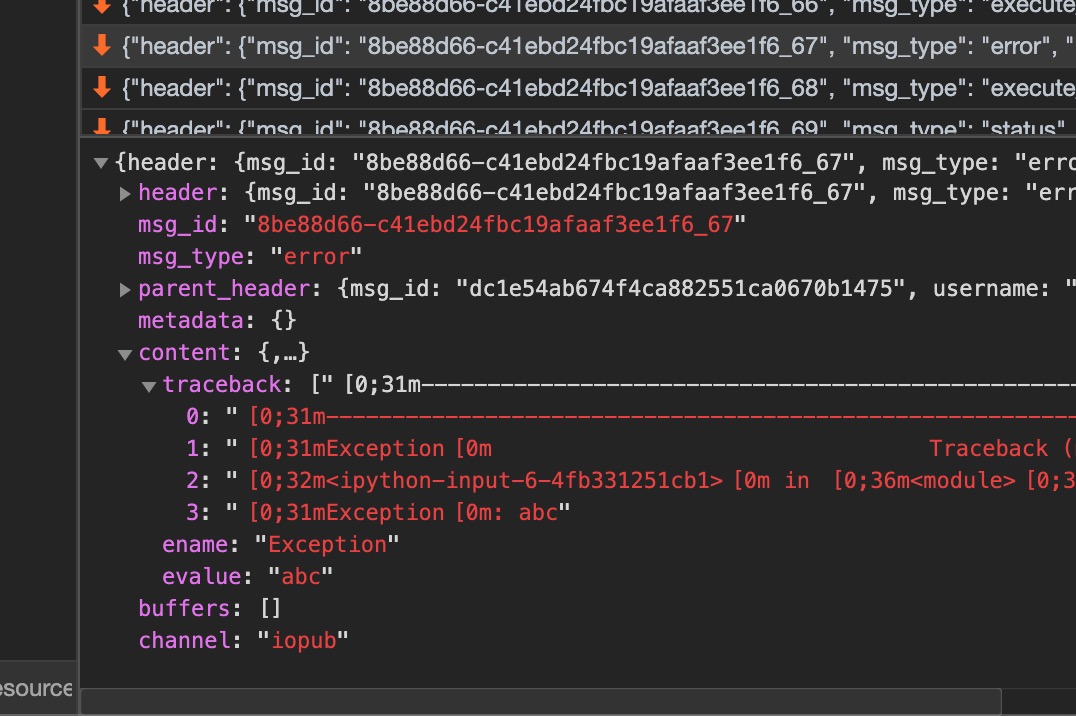 {"header": {"msg_id": "8be88d66-c41ebd24fbc19afaaf3ee1f6_66", "msg_type": "execute_
{"header": {"msg_id": "8be88d66-c41ebd24fbc19afaaf3ee1f6_67", "msg_type": "error", "
{"header": {"msg_id": "8be88d66-c41ebd24fbc19afaaf3ee1f6_68", "msg_type": "execute_
{"header": {"msg_id": "8be88d66-c41ebd24fbc19afaaf3ee1f6_69", "msg_type": "status",
{header: {msg_id: "8be88d66-c41ebd24fbc19afaaf3ee1f6_67", msg_type: "erro
header: {msg_id: "8be88d66-c41ebd24fbc19afaaf3ee1f6_67", msg_type: "err
msg_id: "8be88d66-c41ebd24fbc19afaaf3ee1f6_67"
msg_type: "error"
parent_header: {msg_id: "dc1e54ab674f4ca882551ca0670b1475", username: "
metadata: {}
content: {,…}
traceback: [" [0;31m--------------------------------------------------
0: " [0;31m---------------------------------------------------------
1: " [0;31mException [0m                                 Traceback (
2: " [0;32m<ipython-input-6-4fb331251cb1> [0m in  [0;36m<module> [0;3
3: " [0;31mException [0m: abc"
ename: "Exception"
evalue: "abc"
buffers: []
channel: "iopub"
esource